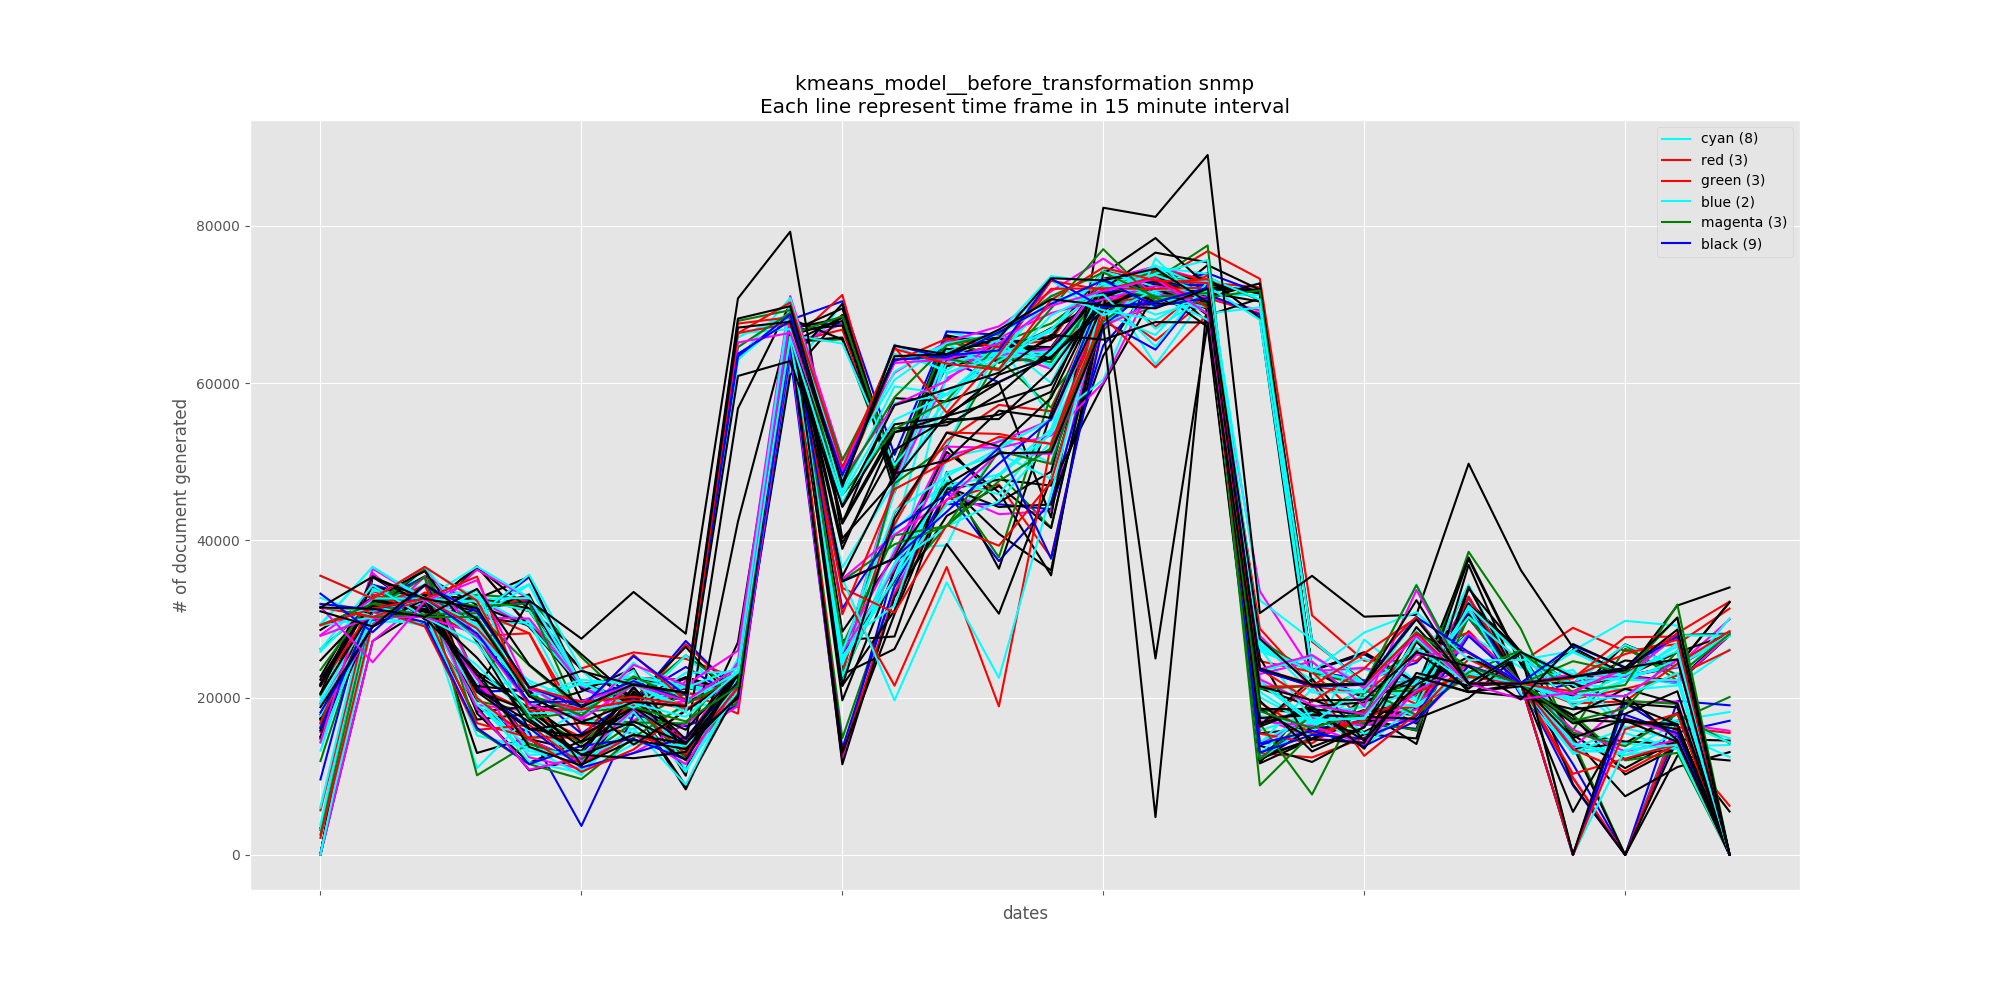 kmeans_model__before_transformation snmp
Each line represent time frame in 15 minute interval
cyan (8)
red (3)
green (3)
blue (2)
magenta (3)
black (9)
# of document generated
80000
60000
40000
20000
0
dates